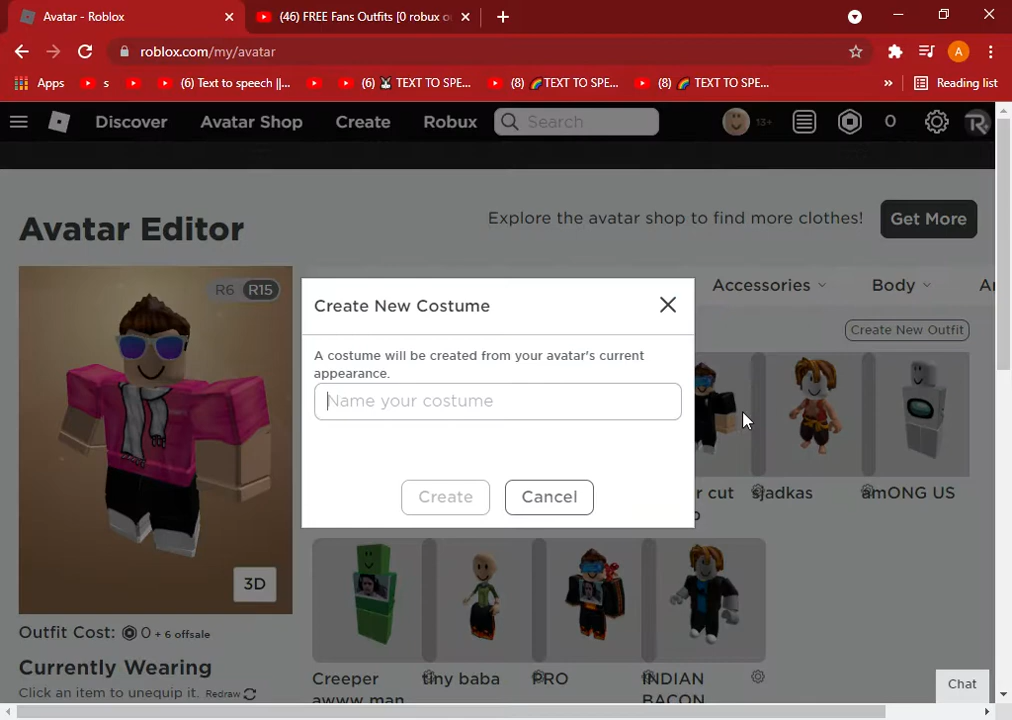 Avatar - Roblox
(46) FREE Fans Outfits [0 robux o
roblox.com/my/avatar
A
Apps
s
(6) Text to speech ||...
(6) 🐰 TEXT TO SPE...
(8) 🌈TEXT TO SPE...
(8) 🌈 TEXT TO SPE...
»
Reading list
Discover
Avatar Shop
Create
Robux
Search
13+
0
Avatar Editor
Explore the avatar shop to find more clothes!
Get More
R6 R15
Accessories
Body
Create New Outfit
Create New Costume
A costume will be created from your avatar's current
appearance.
Name your costume
Create
Cancel
r cut
sjadkas
amONG US
3D
Outfit Cost: 0 + 6 offsale
Currently Wearing
Click an item to unequip it. Redraw
Creeper
awww man
tiny baba
PRO
INDIAN
BACON
Chat